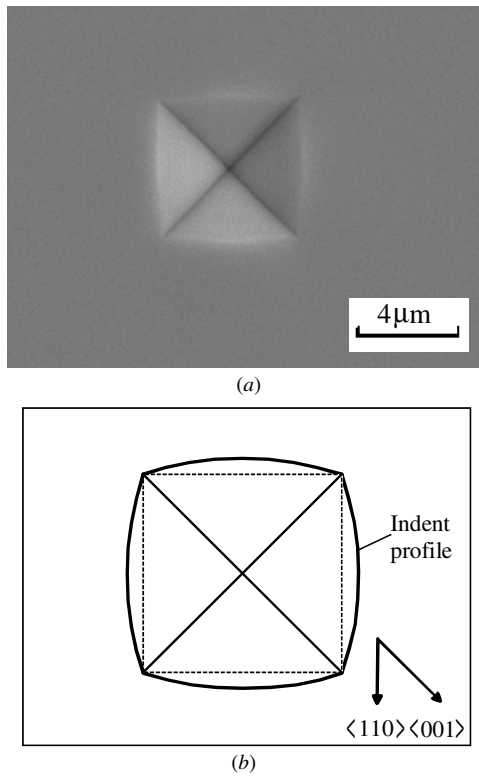 4μm
(a)
Indent
profile
⟨110⟩⟨001⟩
(b)